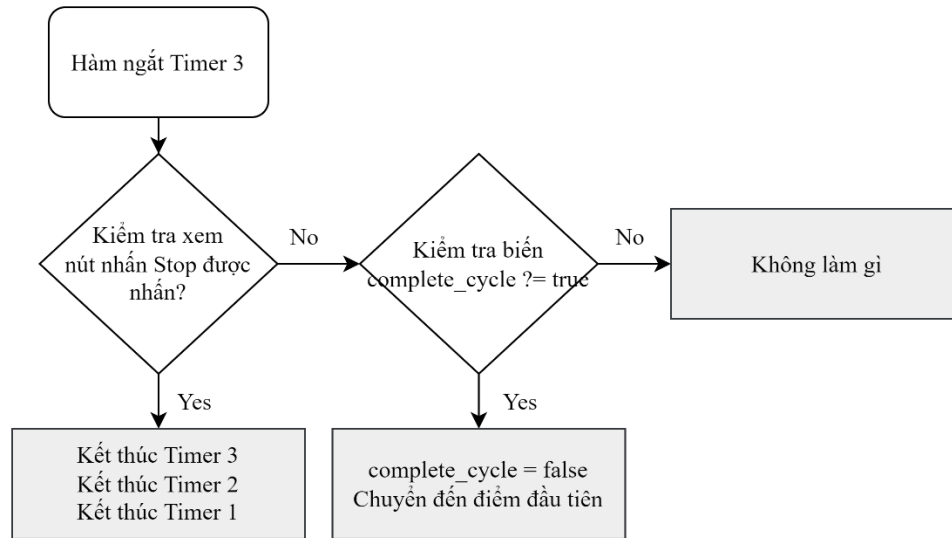 Hàm ngắt Timer 3
Kiểm tra xem
nút nhấn Stop được
nhấn?
No
Kiểm tra biến
complete_cycle ?= true
No
Không làm gì
Yes
Yes
Kết thúc Timer 3
Kết thúc Timer 2
Kết thúc Timer 1
complete_cycle = false
Chuyển đến điểm đầu tiên